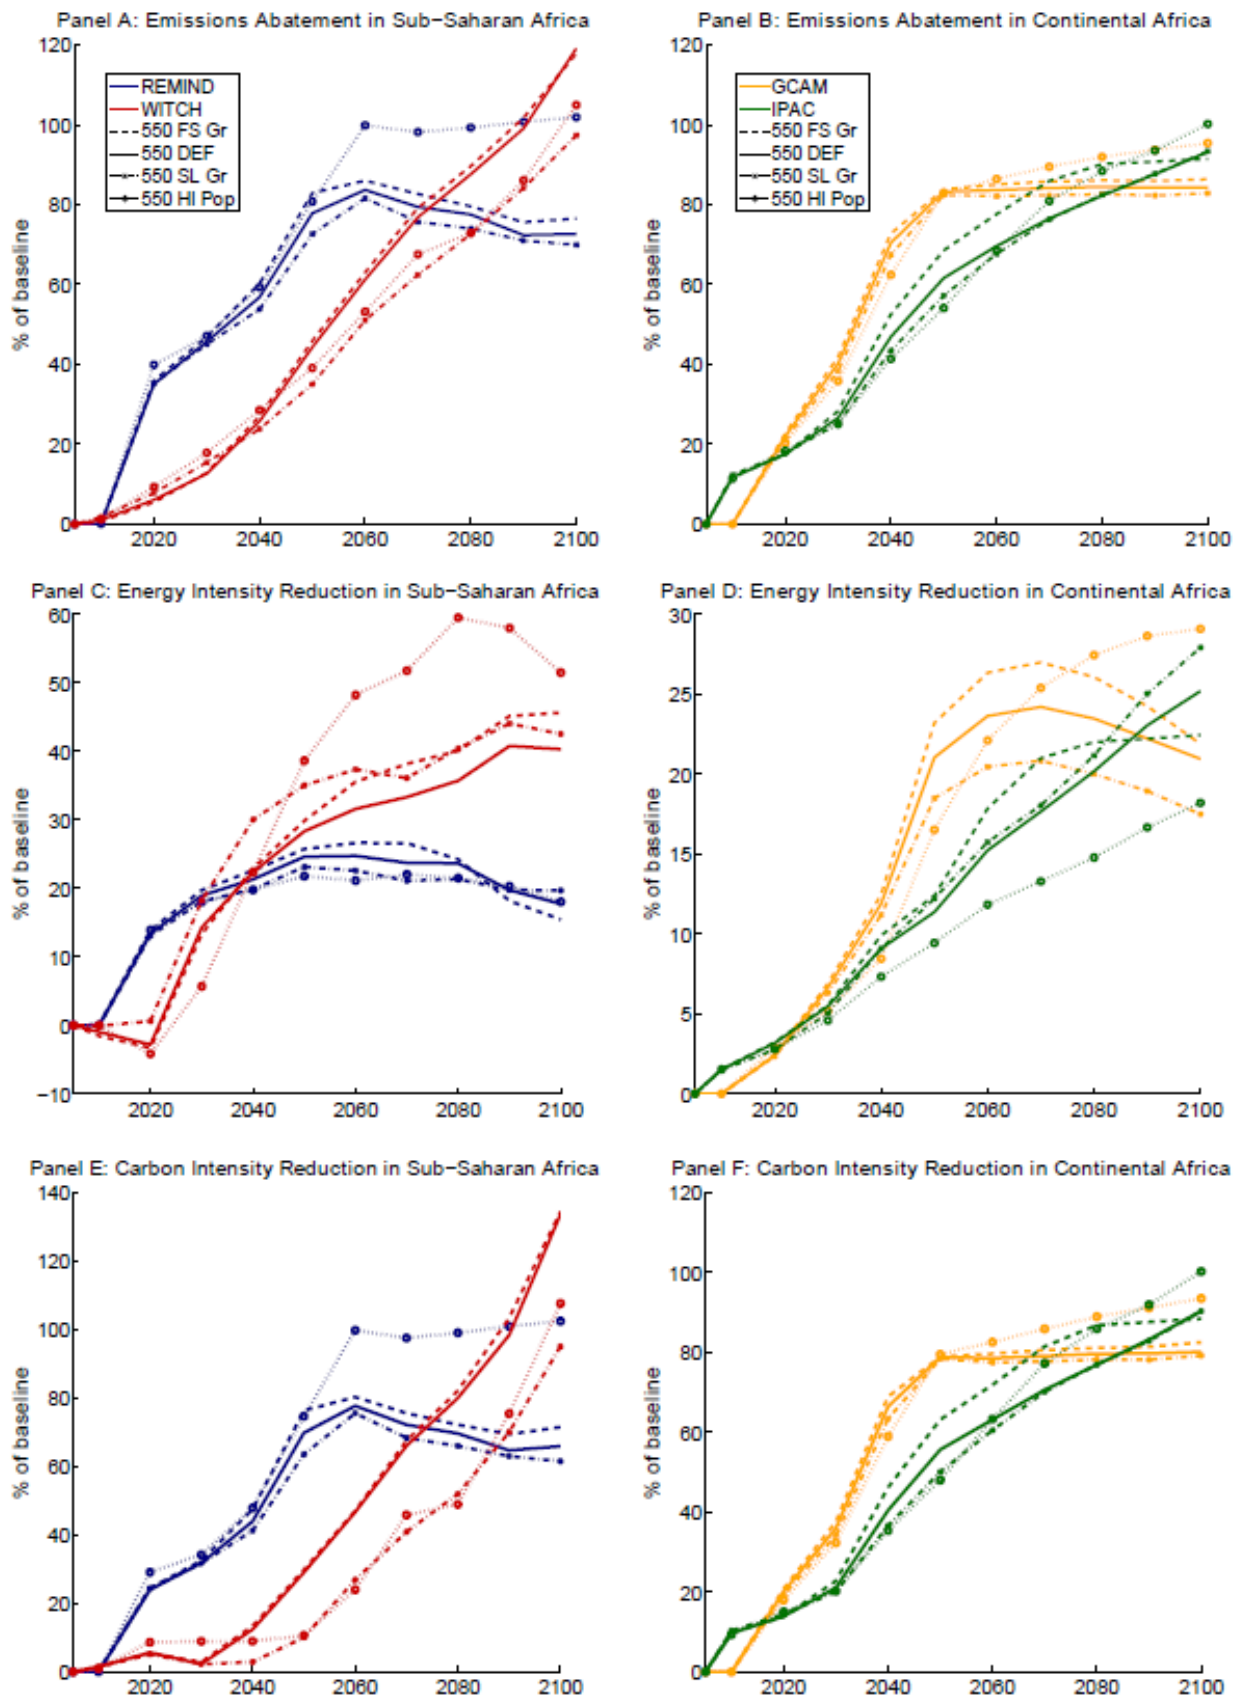 Panel A: Emissions Abatement in Sub−Saharan Africa
120
100
80
60
40
20
0
% of baseline
REMIND
WITCH
550 FS Gr
550 DEF
550 SL Gr
550 HI Pop
2020 2040 2060 2080 2100
Panel B: Emissions Abatement in Continental Africa
120
100
80
60
40
20
0
% of baseline
GCAM
IPAC
550 FS Gr
550 DEF
550 SL Gr
550 HI Pop
2020 2040 2060 2080 2100
Panel C: Energy Intensity Reduction in Sub−Saharan Africa
60
50
40
30
20
10
0
−10
% of baseline
2020 2040 2060 2080 2100
Panel D: Energy Intensity Reduction in Continental Africa
30
25
20
15
10
5
0
% of baseline
2020 2040 2060 2080 2100
Panel E: Carbon Intensity Reduction in Sub−Saharan Africa
140
120
100
80
60
40
20
0
% of baseline
2020 2040 2060 2080 2100
Panel F: Carbon Intensity Reduction in Continental Africa
120
100
80
60
40
20
0
% of baseline
2020 2040 2060 2080 2100